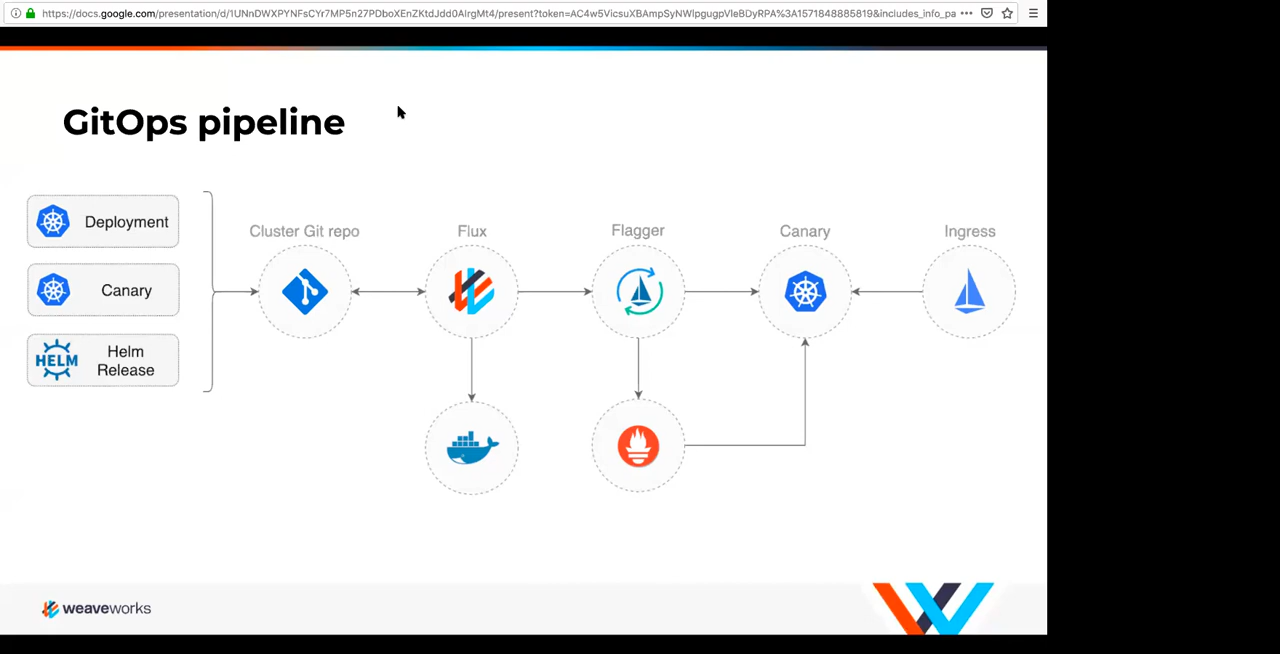 https://docs.google.com/presentation/d/1UNnDWXPYNFsCYr7MP5n27PDboXEnZKtdJdd0AIrgMt4/present?token=AC4w5VicsuXBAmpSyNWlpgugpVleBDyRPA%3A1571848885819&includes_info_pa
GitOps pipeline
Deployment
Canary
HELM
Helm
Release
Cluster Git repo
Flux
Flagger
Canary
Ingress
weaveworks